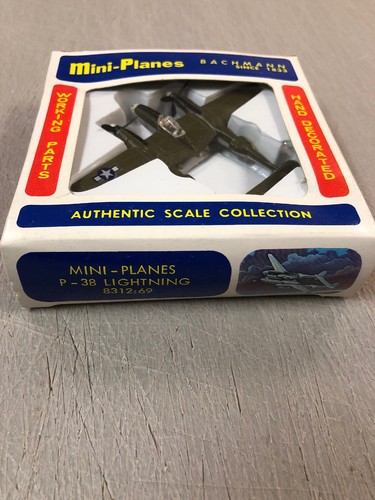 Mini-Planes BACHMANN
SINCE 1833
WORKING PARTS
HAND DECORATED
AUTHENTIC SCALE COLLECTION
MINI-PLANES
P-38 LIGHTNING
8312:69